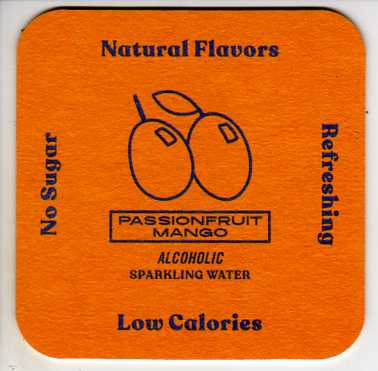 Natural Flavors
No Sugar
Refreshing
PASSIONFRUIT
MANGO
ALCOHOLIC
SPARKLING WATER
Low Calories